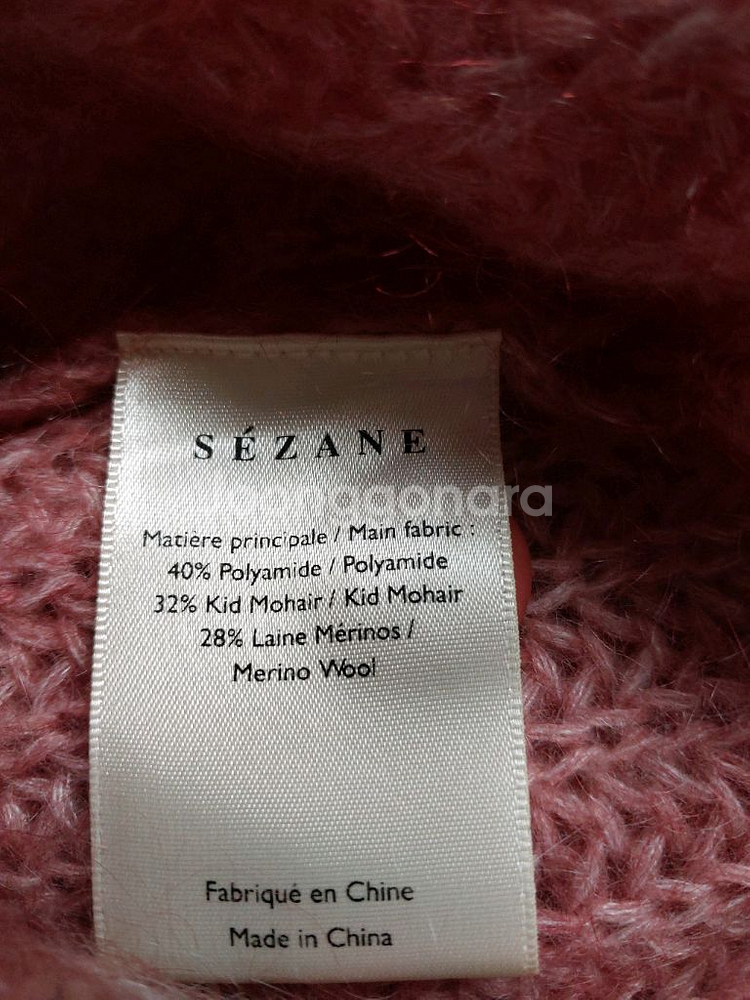 SÉZANE
Matière principale / Main fabric :
40% Polyamide / Polyamide
32% Kid Mohair / Kid Mohair
28% Laine Mérinos /
Merino Wool
Fabriqué en Chine
Made in China